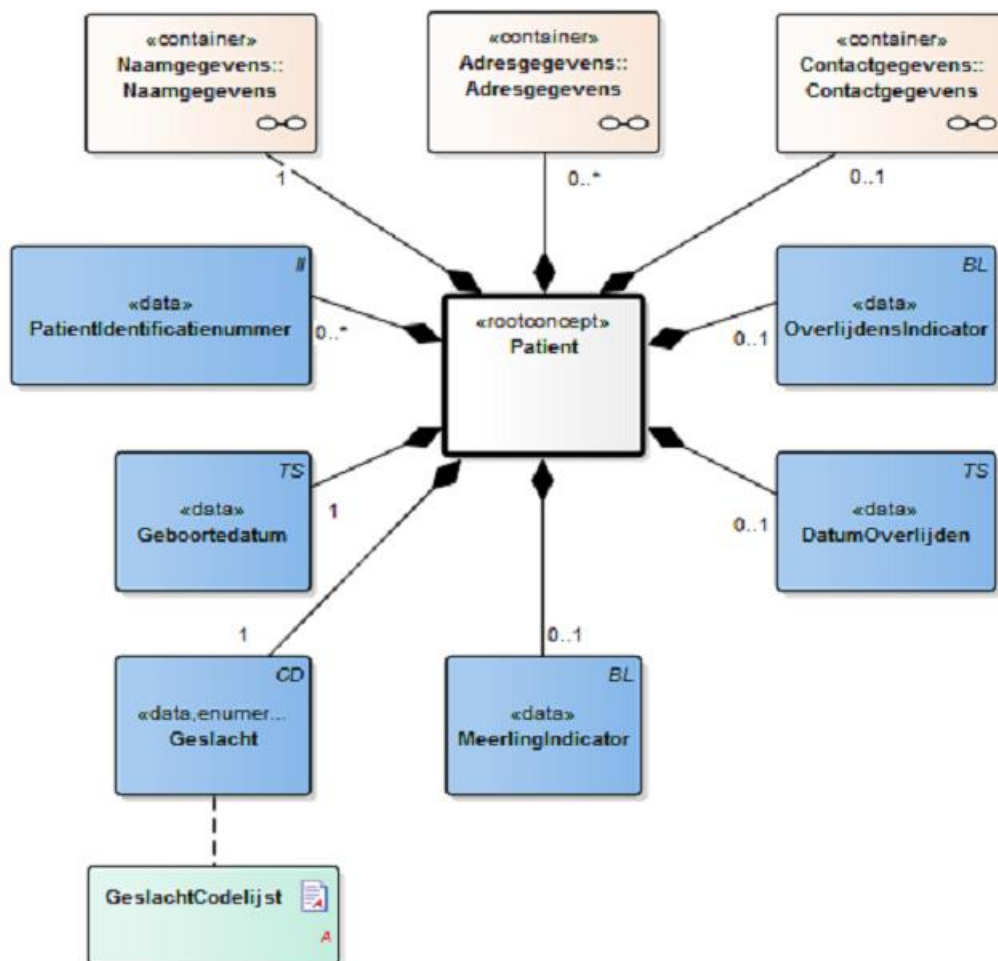 «container»
Naamgegevens::
Naamgegevens
«container»
Adresgegevens::
Adresgegevens
«container»
Contactgegevens::
Contactgegevens
1
0..*
0..1
II
«data»
PatientIdentificatienummer
0..*
«rootconcept»
Patient
BL
«data»
OverlijdensIndicator
0..1
TS
«data»
Geboortedatum
1
TS
«data»
DatumOverlijden
0..1
1
0..1
CD
«data,enumer...
Geslacht
BL
«data»
MeerlingIndicator
GeslachtCodelijst
A
A